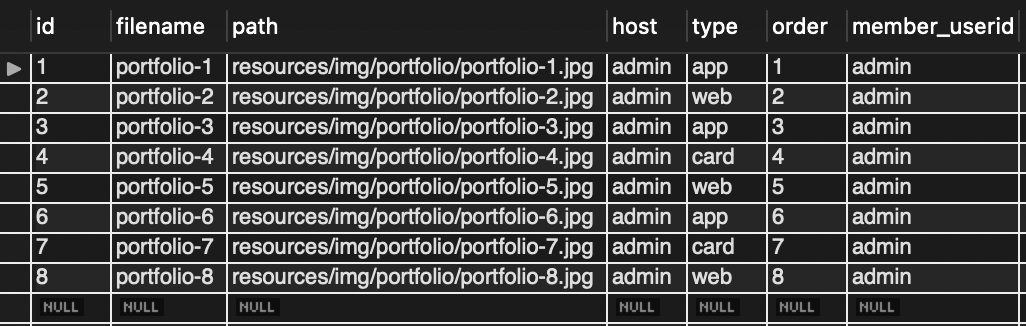 id filename path host type order member_userid
1 portfolio-1 resources/img/portfolio/portfolio-1.jpg admin app 1 admin
2 portfolio-2 resources/img/portfolio/portfolio-2.jpg admin web 2 admin
3 portfolio-3 resources/img/portfolio/portfolio-3.jpg admin app 3 admin
4 portfolio-4 resources/img/portfolio/portfolio-4.jpg admin card 4 admin
5 portfolio-5 resources/img/portfolio/portfolio-5.jpg admin web 5 admin
6 portfolio-6 resources/img/portfolio/portfolio-6.jpg admin app 6 admin
7 portfolio-7 resources/img/portfolio/portfolio-7.jpg admin card 7 admin
8 portfolio-8 resources/img/portfolio/portfolio-8.jpg admin web 8 admin
NULL NULL NULL NULL NULL NULL NULL